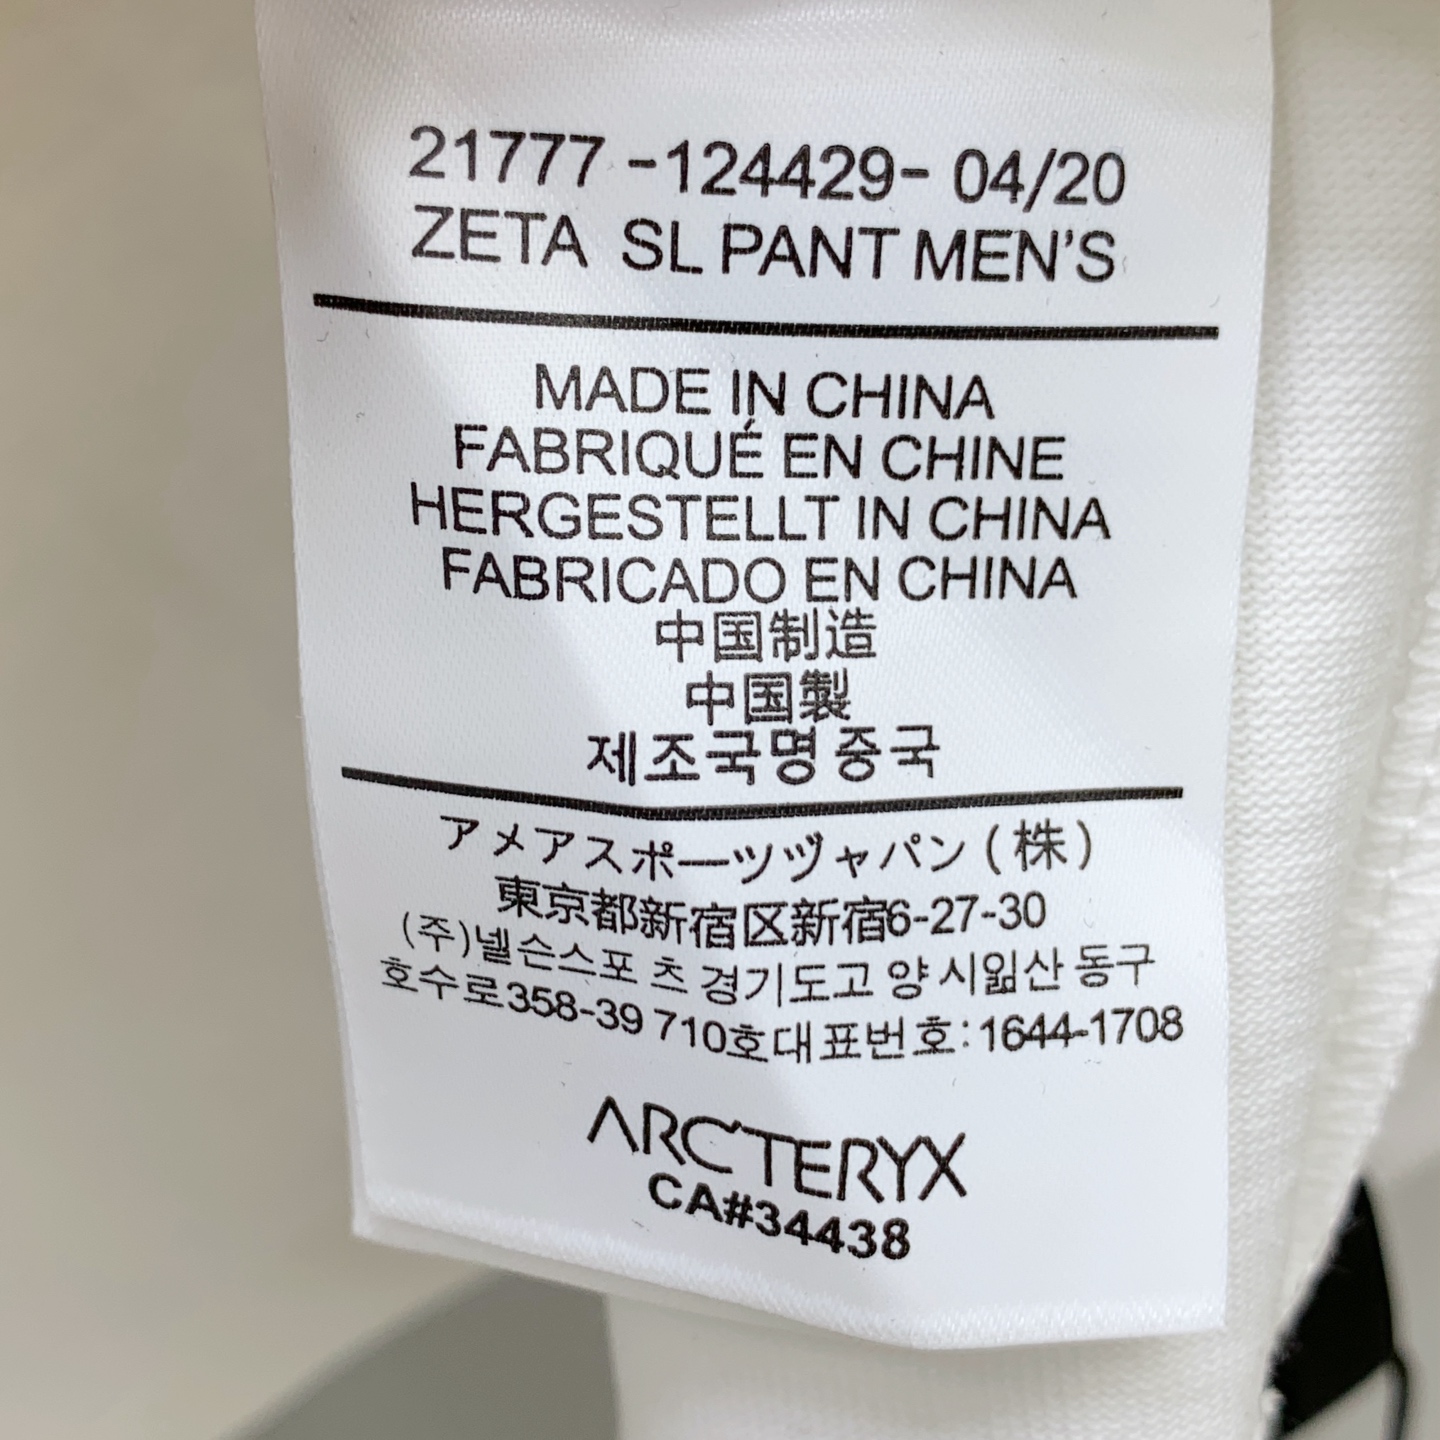 21777 -124429- 04/20
ZETA SL PANT MEN'S
MADE IN CHINA
FABRIQUÉ EN CHINE
HERGESTELLT IN CHINA
FABRICADO EN CHINA
中国制造
中国製
제조국명 중국
アメアスポーツヅャパン (株)
東京都新宿区新宿6-27-30
(주)넬슨스포 츠 경기도고 양 시잃산 동구
호수로358-39 710호대표번호: 1644-1708
ARC'TERYX
CA#34438